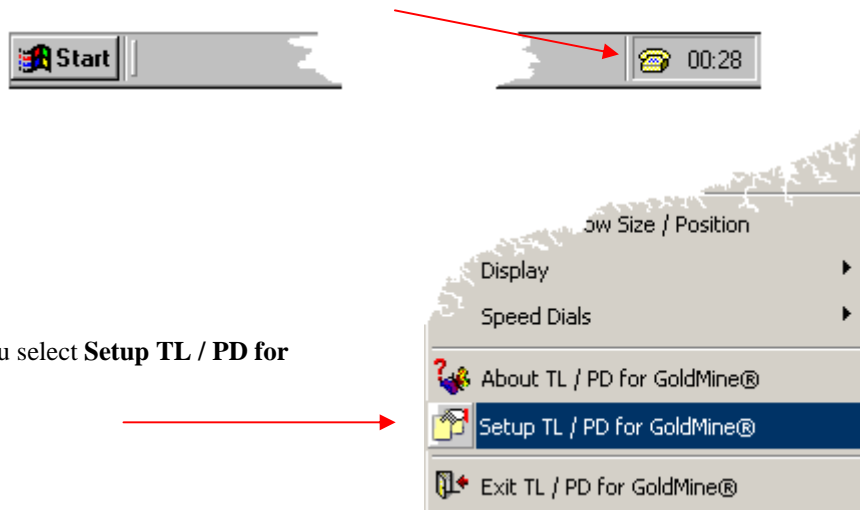 Start
00:28
Size / Position
Display
Speed Dials
select Setup TL / PD for
About TL / PD for GoldMine®
Setup TL / PD for GoldMine®
Exit TL / PD for GoldMine®